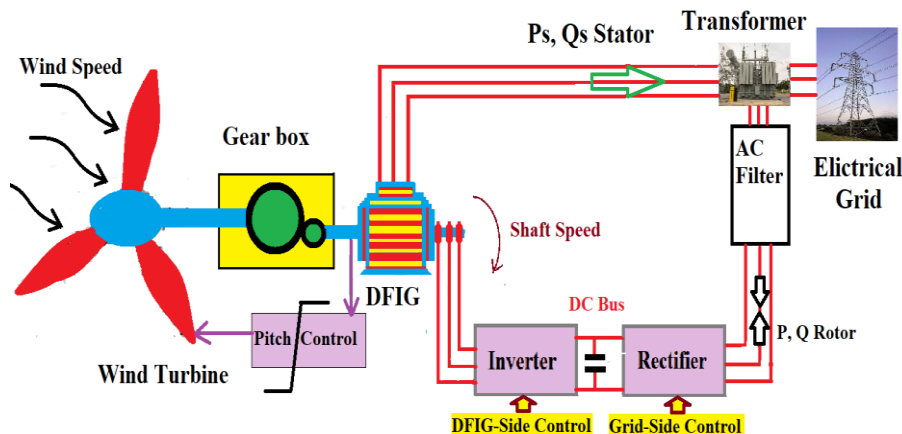 Transformer
Ps, Qs Stator
Wind Speed
Gear box
AC
Filter
Elictrical
Grid
Shaft Speed
DFIG
DC Bus
P, Q Rotor
Pitch Control
Wind Turbine
Inverter
Rectifier
DFIG-Side Control
Grid-Side Control